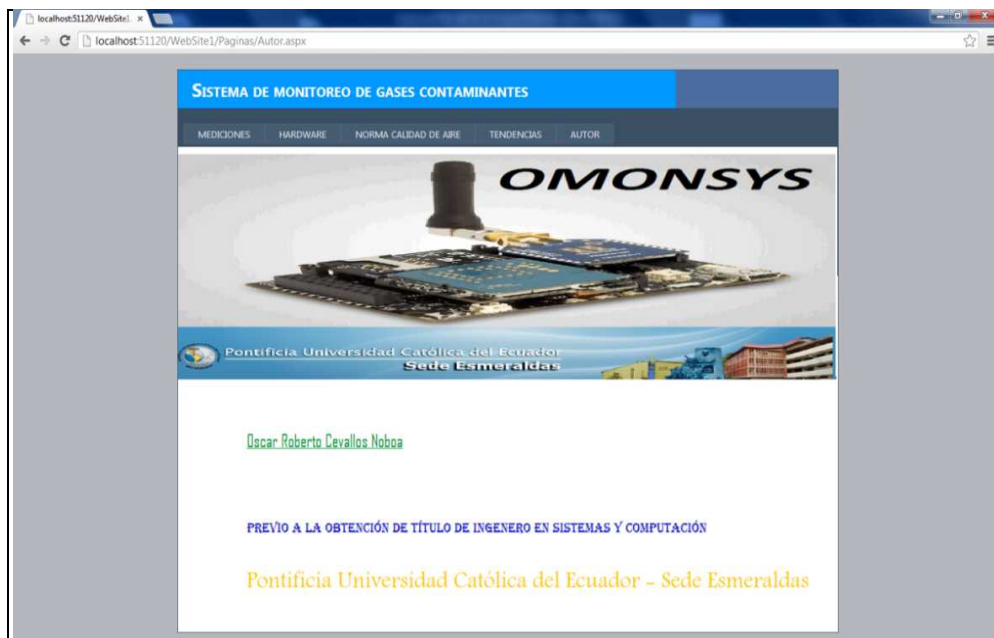 localhost:51120/WebSite1
localhost:51120/WebSite1/Paginas/Autor.aspx
SISTEMA DE MONITOREO DE GASES CONTAMINANTES
MEDICIONES HARDWARE NORMA CALIDAD DE AIRE TENDENCIAS AUTOR
OMONSYS
Pontificia Universidad Católica del Ecuador
Sede Esmeraldas
Oscar Roberto Cevallos Noboa
PREVIO A LA OBTENCIÓN DE TÍTULO DE INGENERO EN SISTEMAS Y COMPUTACIÓN
Pontificia Universidad Católica del Ecuador - Sede Esmeraldas